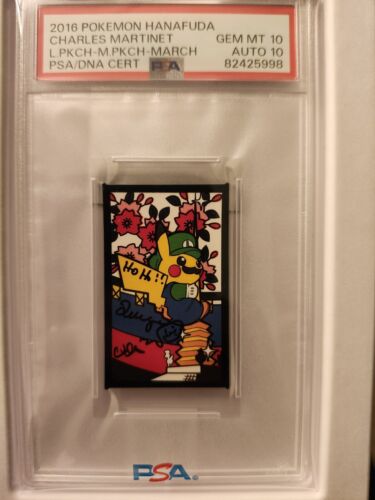 2016 POKEMON HANAFUDA
CHARLES MARTINET GEM MT 10
L.PKCH-M.PKCH-MARCH AUTO 10
PSA/DNA CERT PSA 82425998
Ho Ho!!
PSA